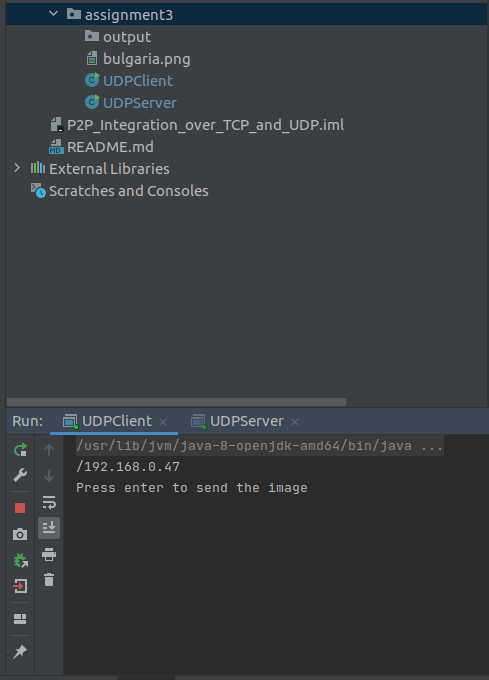 assignment3
output
bulgaria.png
UDPClient
UDPServer
P2P_Integration_over_TCP_and_UDP.iml
README.md
External Libraries
Scratches and Consoles
Run: UDPClient UDPServer
/usr/lib/jvm/java-8-openjdk-amd64/bin/java ...
/192.168.0.47
Press enter to send the image